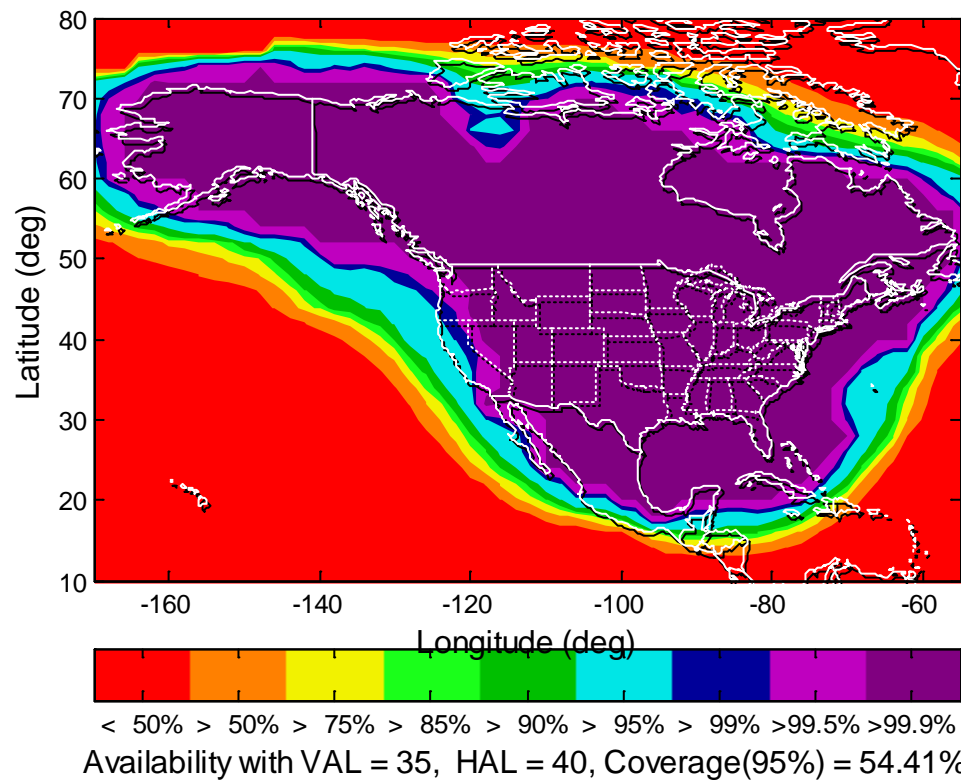 80
70
60
50
40
30
20
10
Latitude (deg)
-160 -140 -120 -100 -80 -60
Longitude (deg)
< 50% > 50% > 75% > 85% > 90% > 95% > 99% >99.5% >99.9%
Availability with VAL = 35, HAL = 40, Coverage(95%) = 54.41%